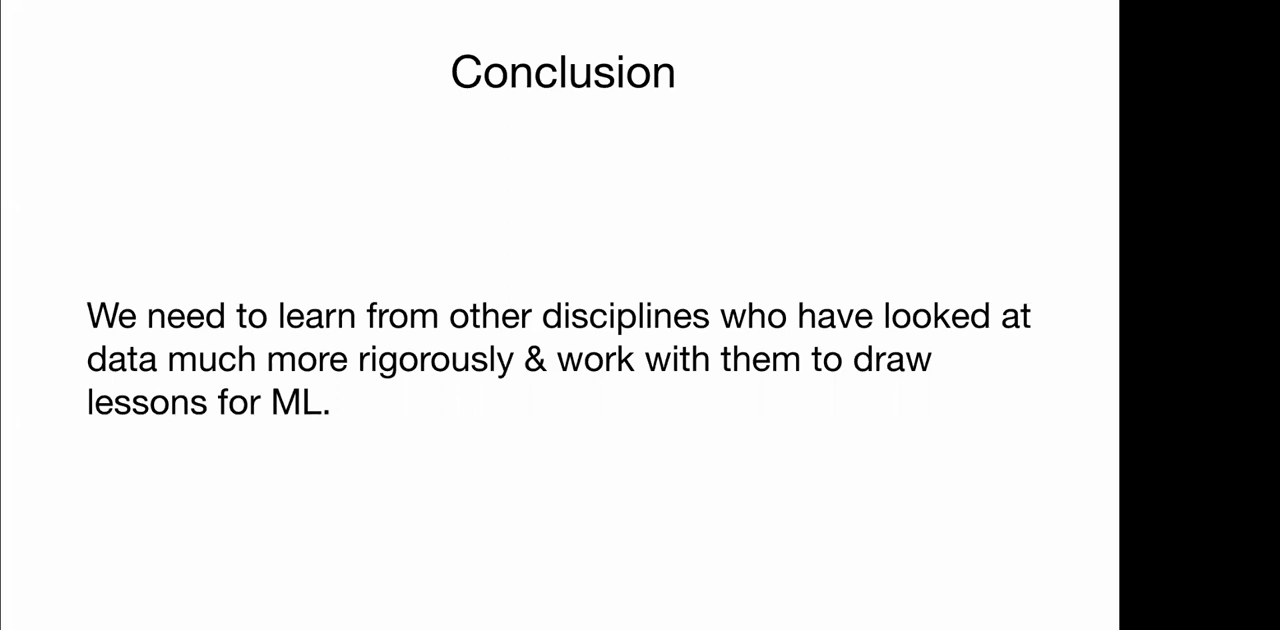 Conclusion
We need to learn from other disciplines who have looked at
data much more rigorously & work with them to draw
lessons for ML.